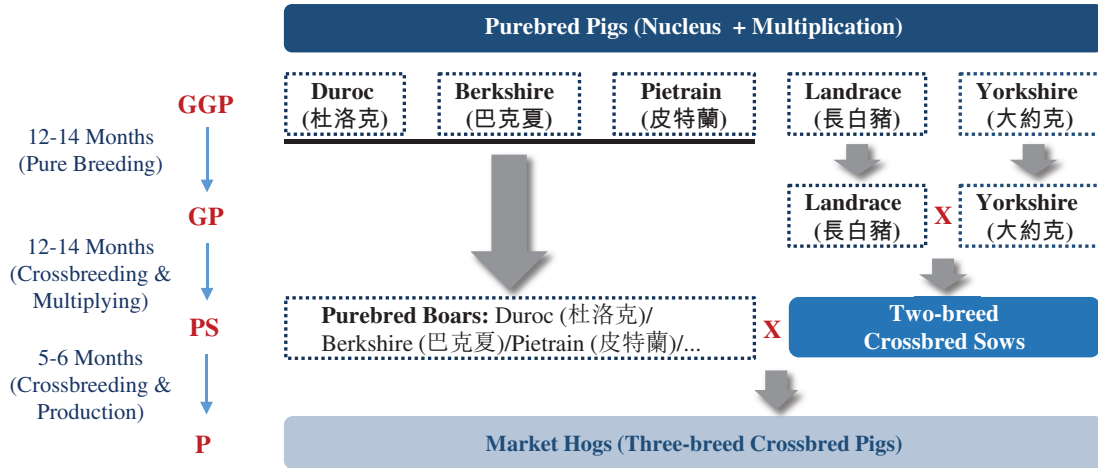 Purebred Pigs (Nucleus + Multiplication)
GGP
Duroc
(杜洛克)
Berkshire
(巴克夏)
Pietrain
(皮特蘭)
Landrace
(長白豬)
Yorkshire
(大約克)
12-14 Months
(Pure Breeding)
GP
Landrace
(長白豬)
X
Yorkshire
(大約克)
12-14 Months
(Crossbreeding &
Multiplying)
PS
Purebred Boars: Duroc (杜洛克)/
Berkshire (巴克夏)/Pietrain (皮特蘭)/...
X
Two-breed
Crossbred Sows
5-6 Months
(Crossbreeding &
Production)
P
Market Hogs (Three-breed Crossbred Pigs)